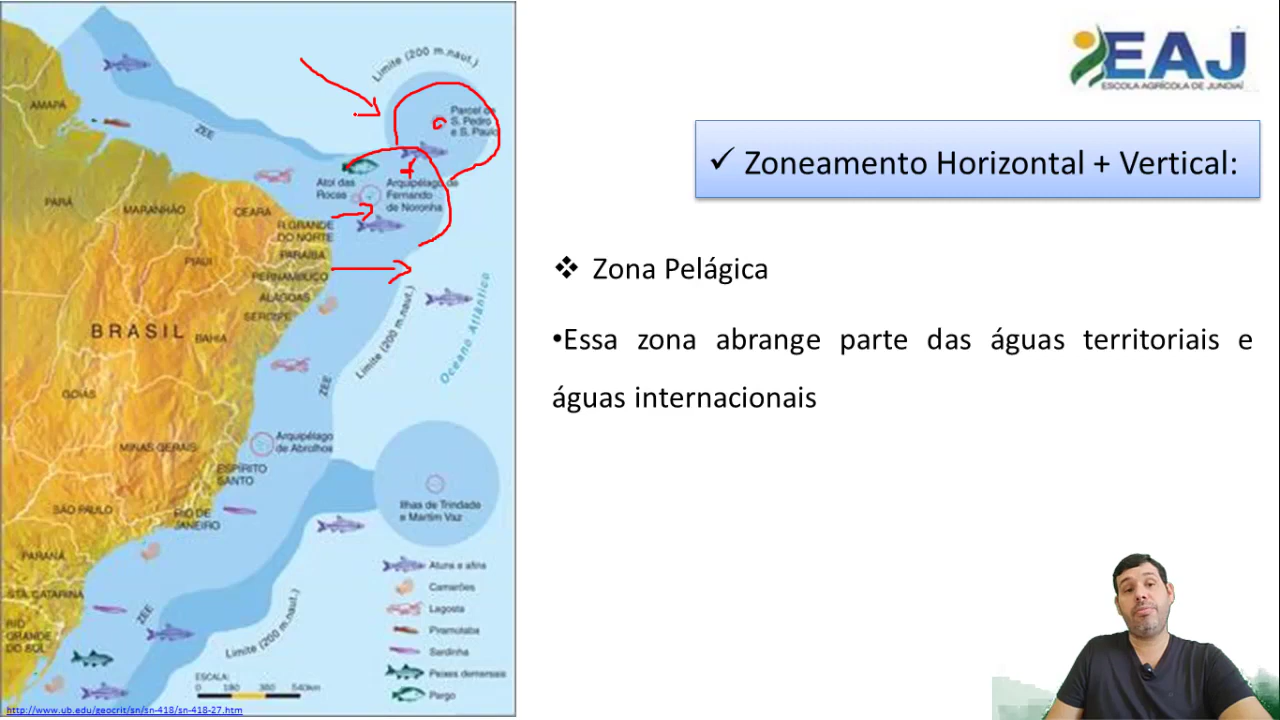 Limite (200 m.naut.)
AMAPÁ
ZEE
Parcel de
S. Pedro
e S. Paulo
Atol das
Rocas
Arquipélago de
Fernando
de Noronha
PARÁ
MARANHÃO
CEARÁ
R.GRANDE
DO NORTE
PARAÍBA
PIAUI
PERNAMBUCO
ALAGOAS
SERGIPE
BRASIL
BAHIA
Limite (200 m.naut.)
Oceano Atlântico
ZEE
GOIÁS
MINAS GERAIS
Arquipélago
de Abrolhos
ESPÍRITO
SANTO
Ilhas de Trindade
e Martim Vaz
SÃO PAULO
RIO DE
JANEIRO
PARANÁ
STA. CATARINA
ZEE
RIO
GRANDE
DO SUL
Limite (200 m.naut.)
Atuns e afins
Camarões
Lagosta
Piramutaba
Sardinha
Peixes demersais
Pargo
ESCALA:
0 180 360 540km
http://www.ub.edu/geocrit/sn/sn-418/sn-418-27.htm
EAJ
ESCOLA AGRÍCOLA DE JUNDIAÍ
✓ Zoneamento Horizontal + Vertical:
❖ Zona Pelágica
•Essa zona abrange parte das águas territoriais e
águas internacionais